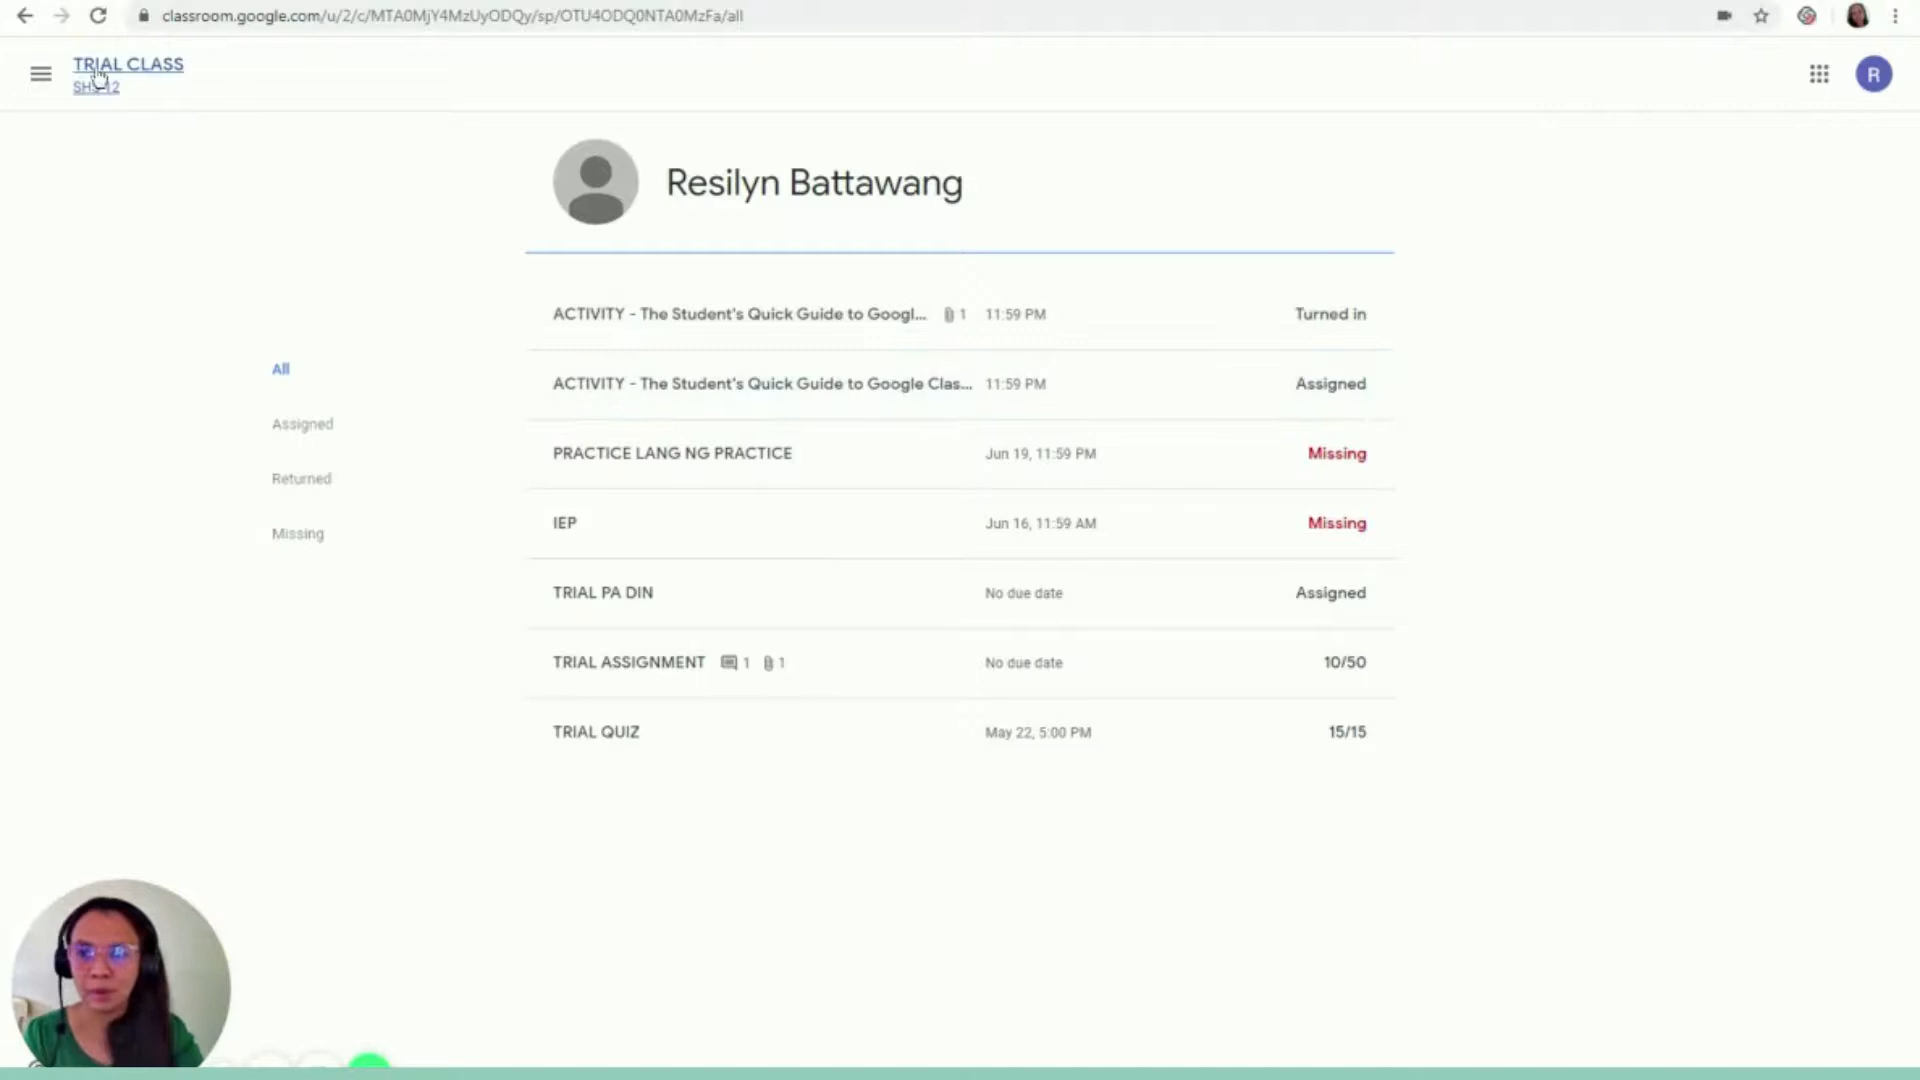 classroom.google.com/u/2/c/MTA0MjY4MzUyODQy/sp/OTU4ODQ0NTA0MzFa/all
TRIAL CLASS
SHS 12
R
Resilyn Battawang
ACTIVITY - The Student's Quick Guide to Googl... 1 11:59 PM Turned in
All
ACTIVITY - The Student's Quick Guide to Google Clas... 11:59 PM Assigned
Assigned
PRACTICE LANG NG PRACTICE Jun 19, 11:59 PM Missing
Returned
IEP Jun 16, 11:59 AM Missing
Missing
TRIAL PA DIN No due date Assigned
TRIAL ASSIGNMENT 1 1 No due date 10/50
TRIAL QUIZ May 22, 5:00 PM 15/15